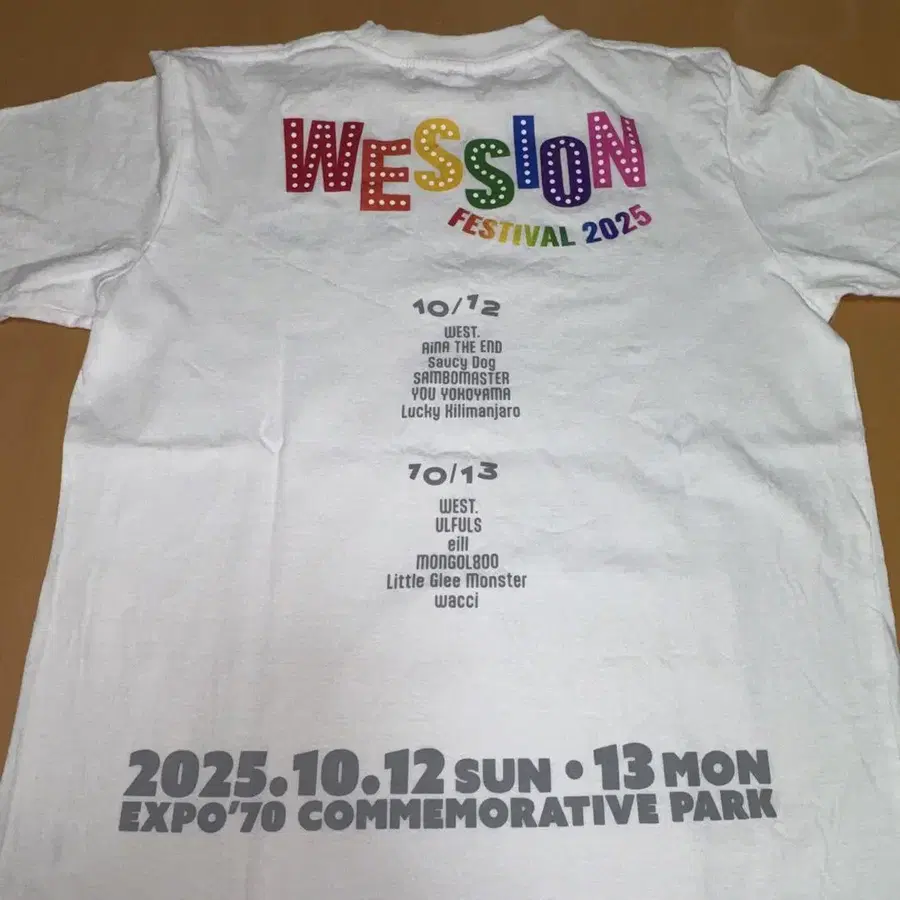 WESSION
FESTIVAL 2025
10/12
WEST.
AiNA THE END
Saucy Dog
SAMBOMASTER
YOU YOKOYAMA
Lucky Kilimanjaro
10/13
WEST.
ULFULS
eill
MONGOL800
Little Glee Monster
wacci
2025.10.12 SUN • 13 MON
EXPO'70 COMMEMORATIVE PARK